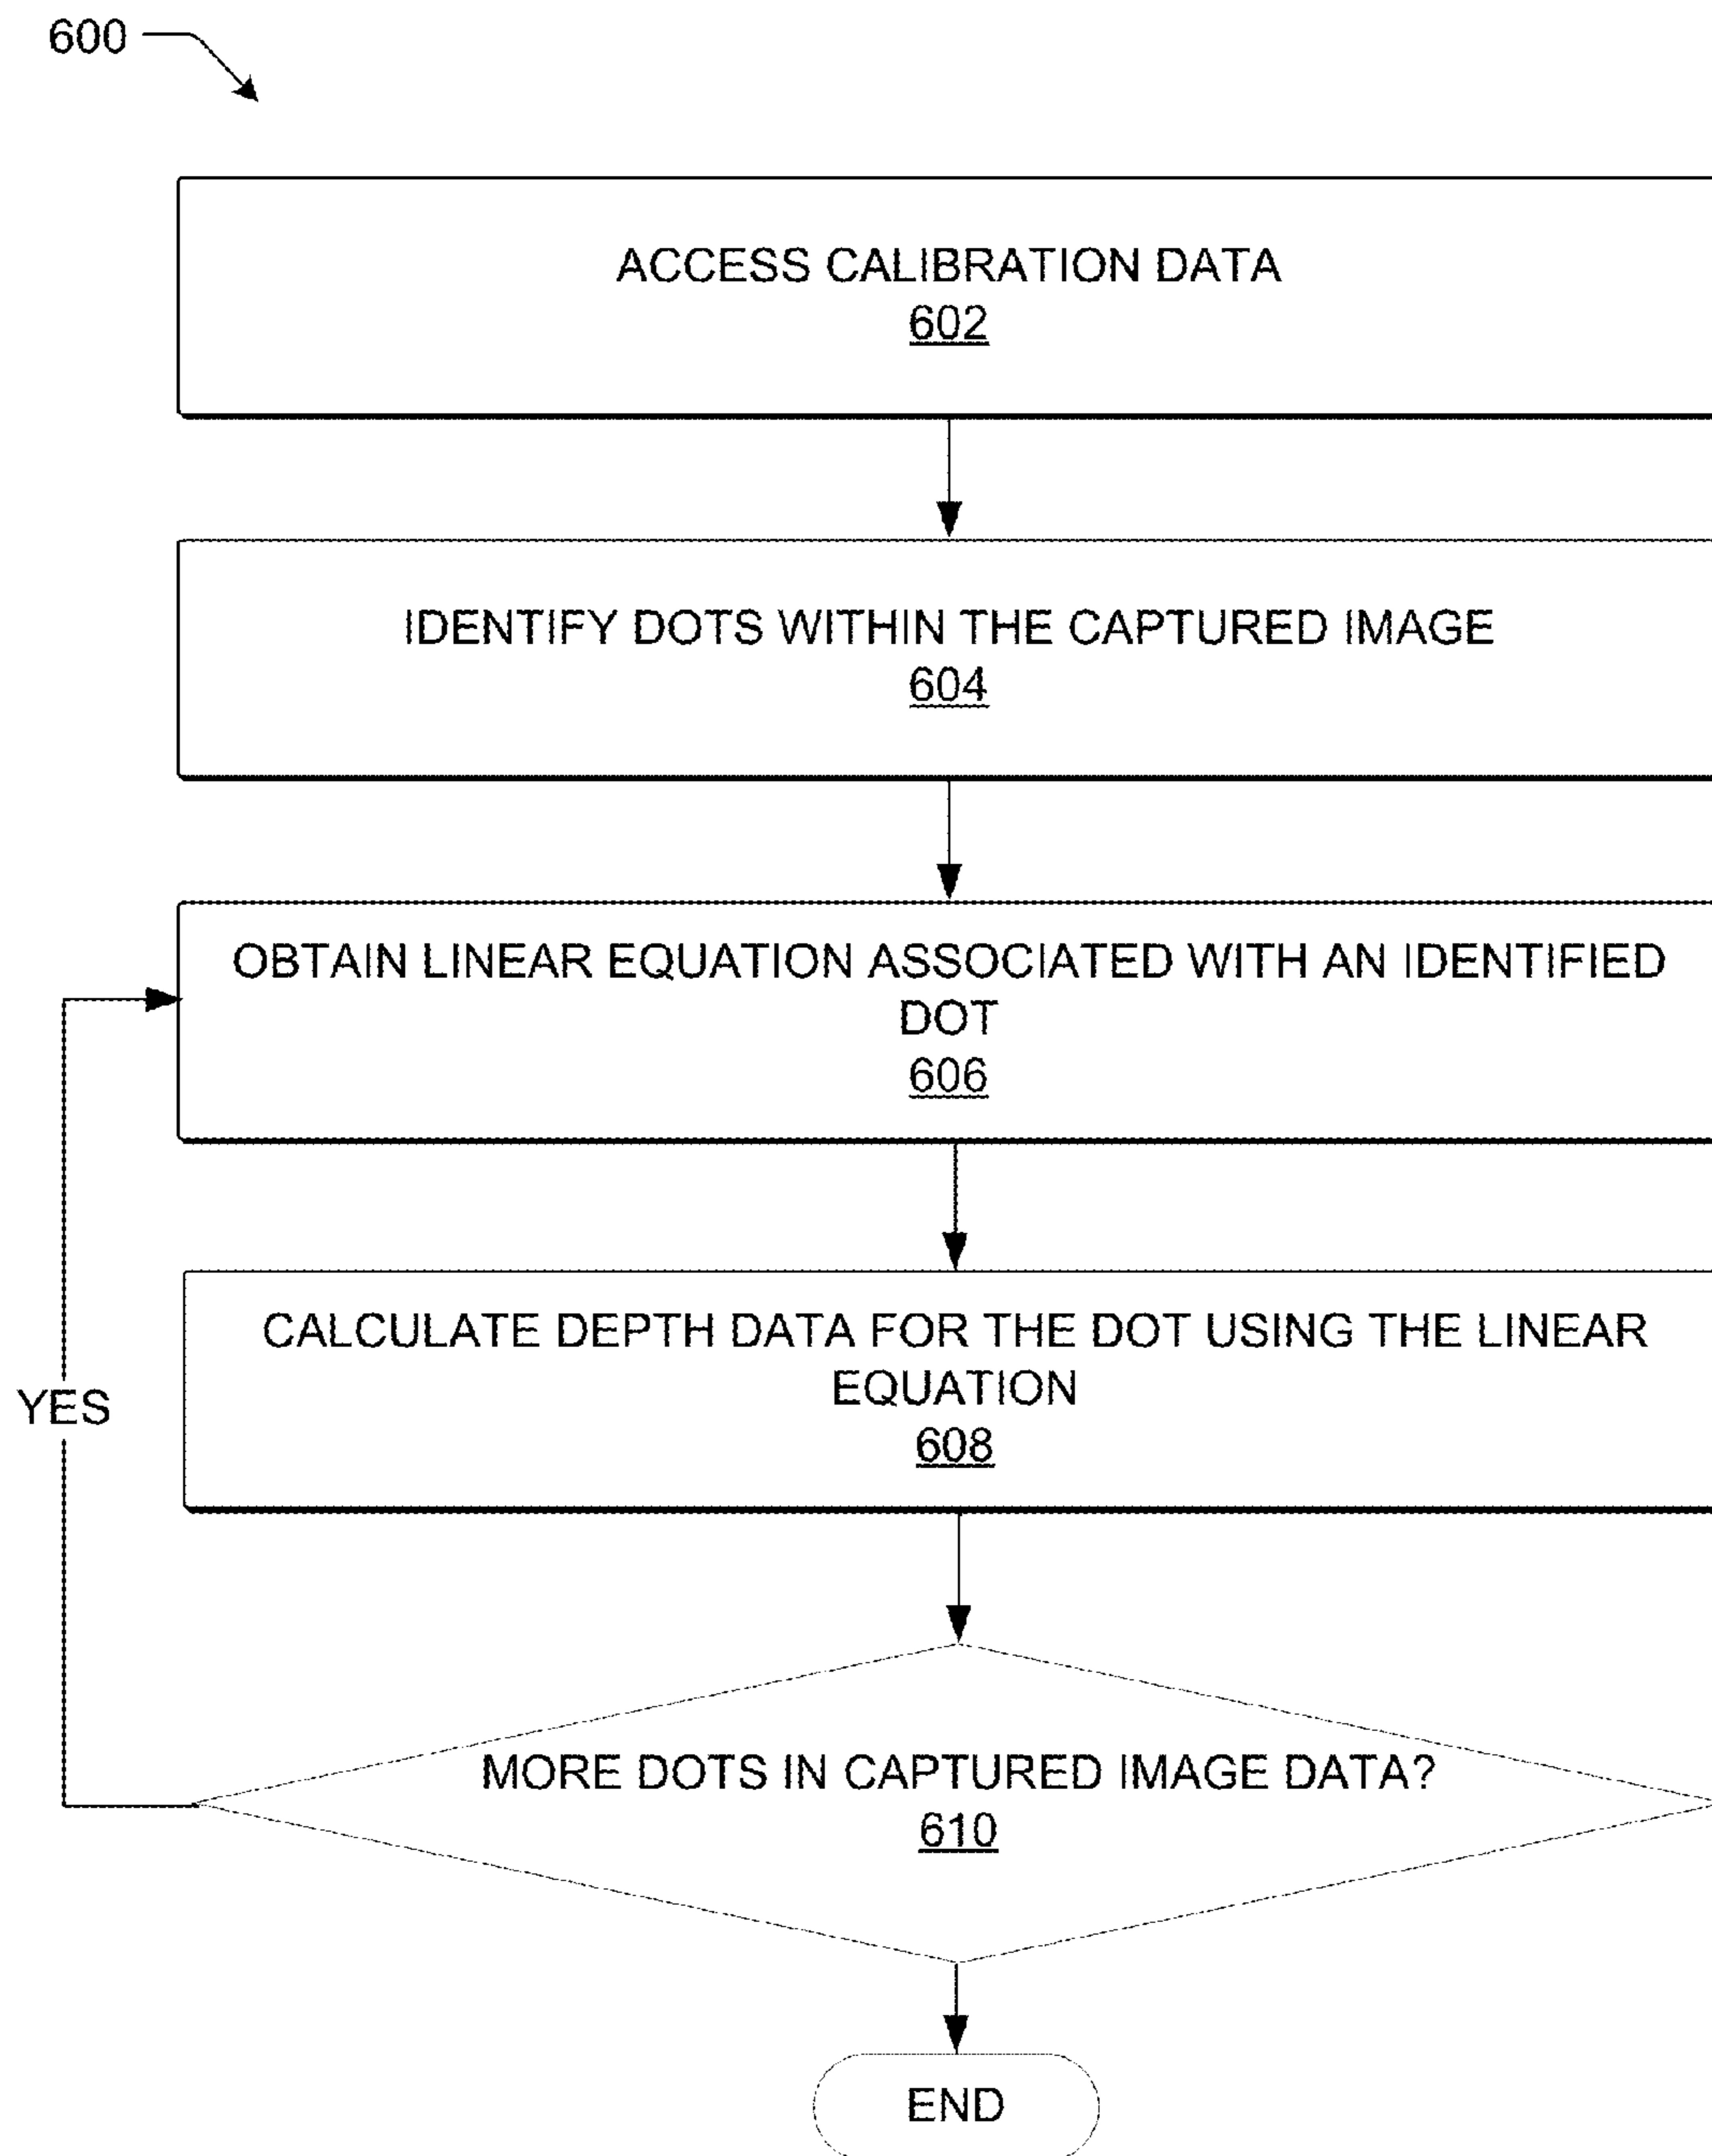 600
ACCESS CALIBRATION DATA
602
IDENTIFY DOTS WITHIN THE CAPTURED IMAGE
604
OBTAIN LINEAR EQUATION ASSOCIATED WITH AN IDENTIFIED
DOT
606
CALCULATE DEPTH DATA FOR THE DOT USING THE LINEAR
EQUATION
608
YES
MORE DOTS IN CAPTURED IMAGE DATA?
610
END